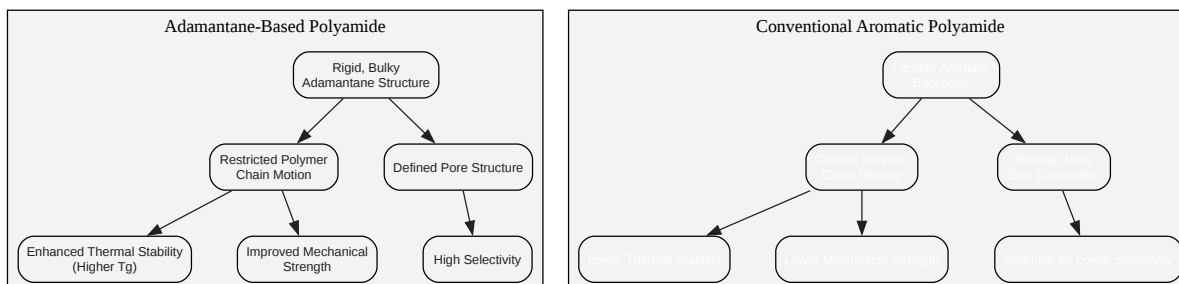 Adamantane-Based Polyamide
Rigid, Bulky
Adamantane Structure
Restricted Polymer
Chain Motion
Defined Pore Structure
Enhanced Thermal Stability
(Higher Tg)
Improved Mechanical
Strength
High Selectivity
Conventional Aromatic Polyamide
Flexible Aromatic
Backbone
Greater Polymer
Chain Mobility
Broader Pore
Size Distribution
Lower Thermal Stability
Lower Mechanical Strength
Potential for Lower Selectivity